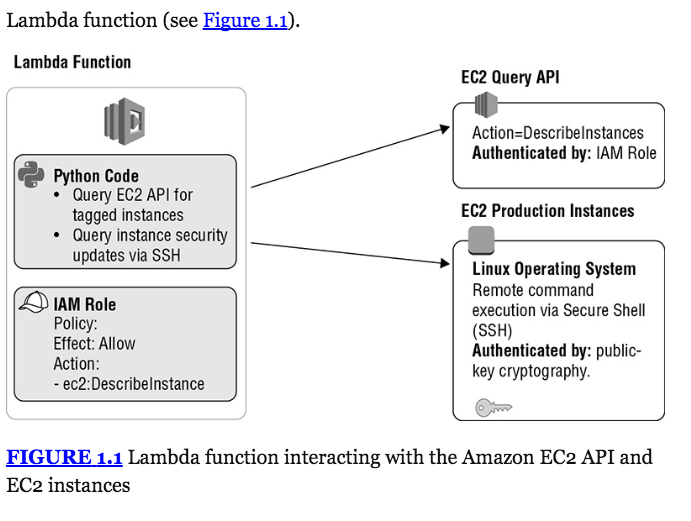 Lambda function (see Figure 1.1).
Lambda Function
Python Code
• Query EC2 API for
tagged instances
• Query instance security
updates via SSH
IAM Role
Policy:
Effect: Allow
Action:
- ec2:DescribeInstance
EC2 Query API
Action=DescribeInstances
Authenticated by: IAM Role
EC2 Production Instances
Linux Operating System
Remote command
execution via Secure Shell
(SSH)
Authenticated by: public-
key cryptography.
FIGURE 1.1 Lambda function interacting with the Amazon EC2 API and
EC2 instances